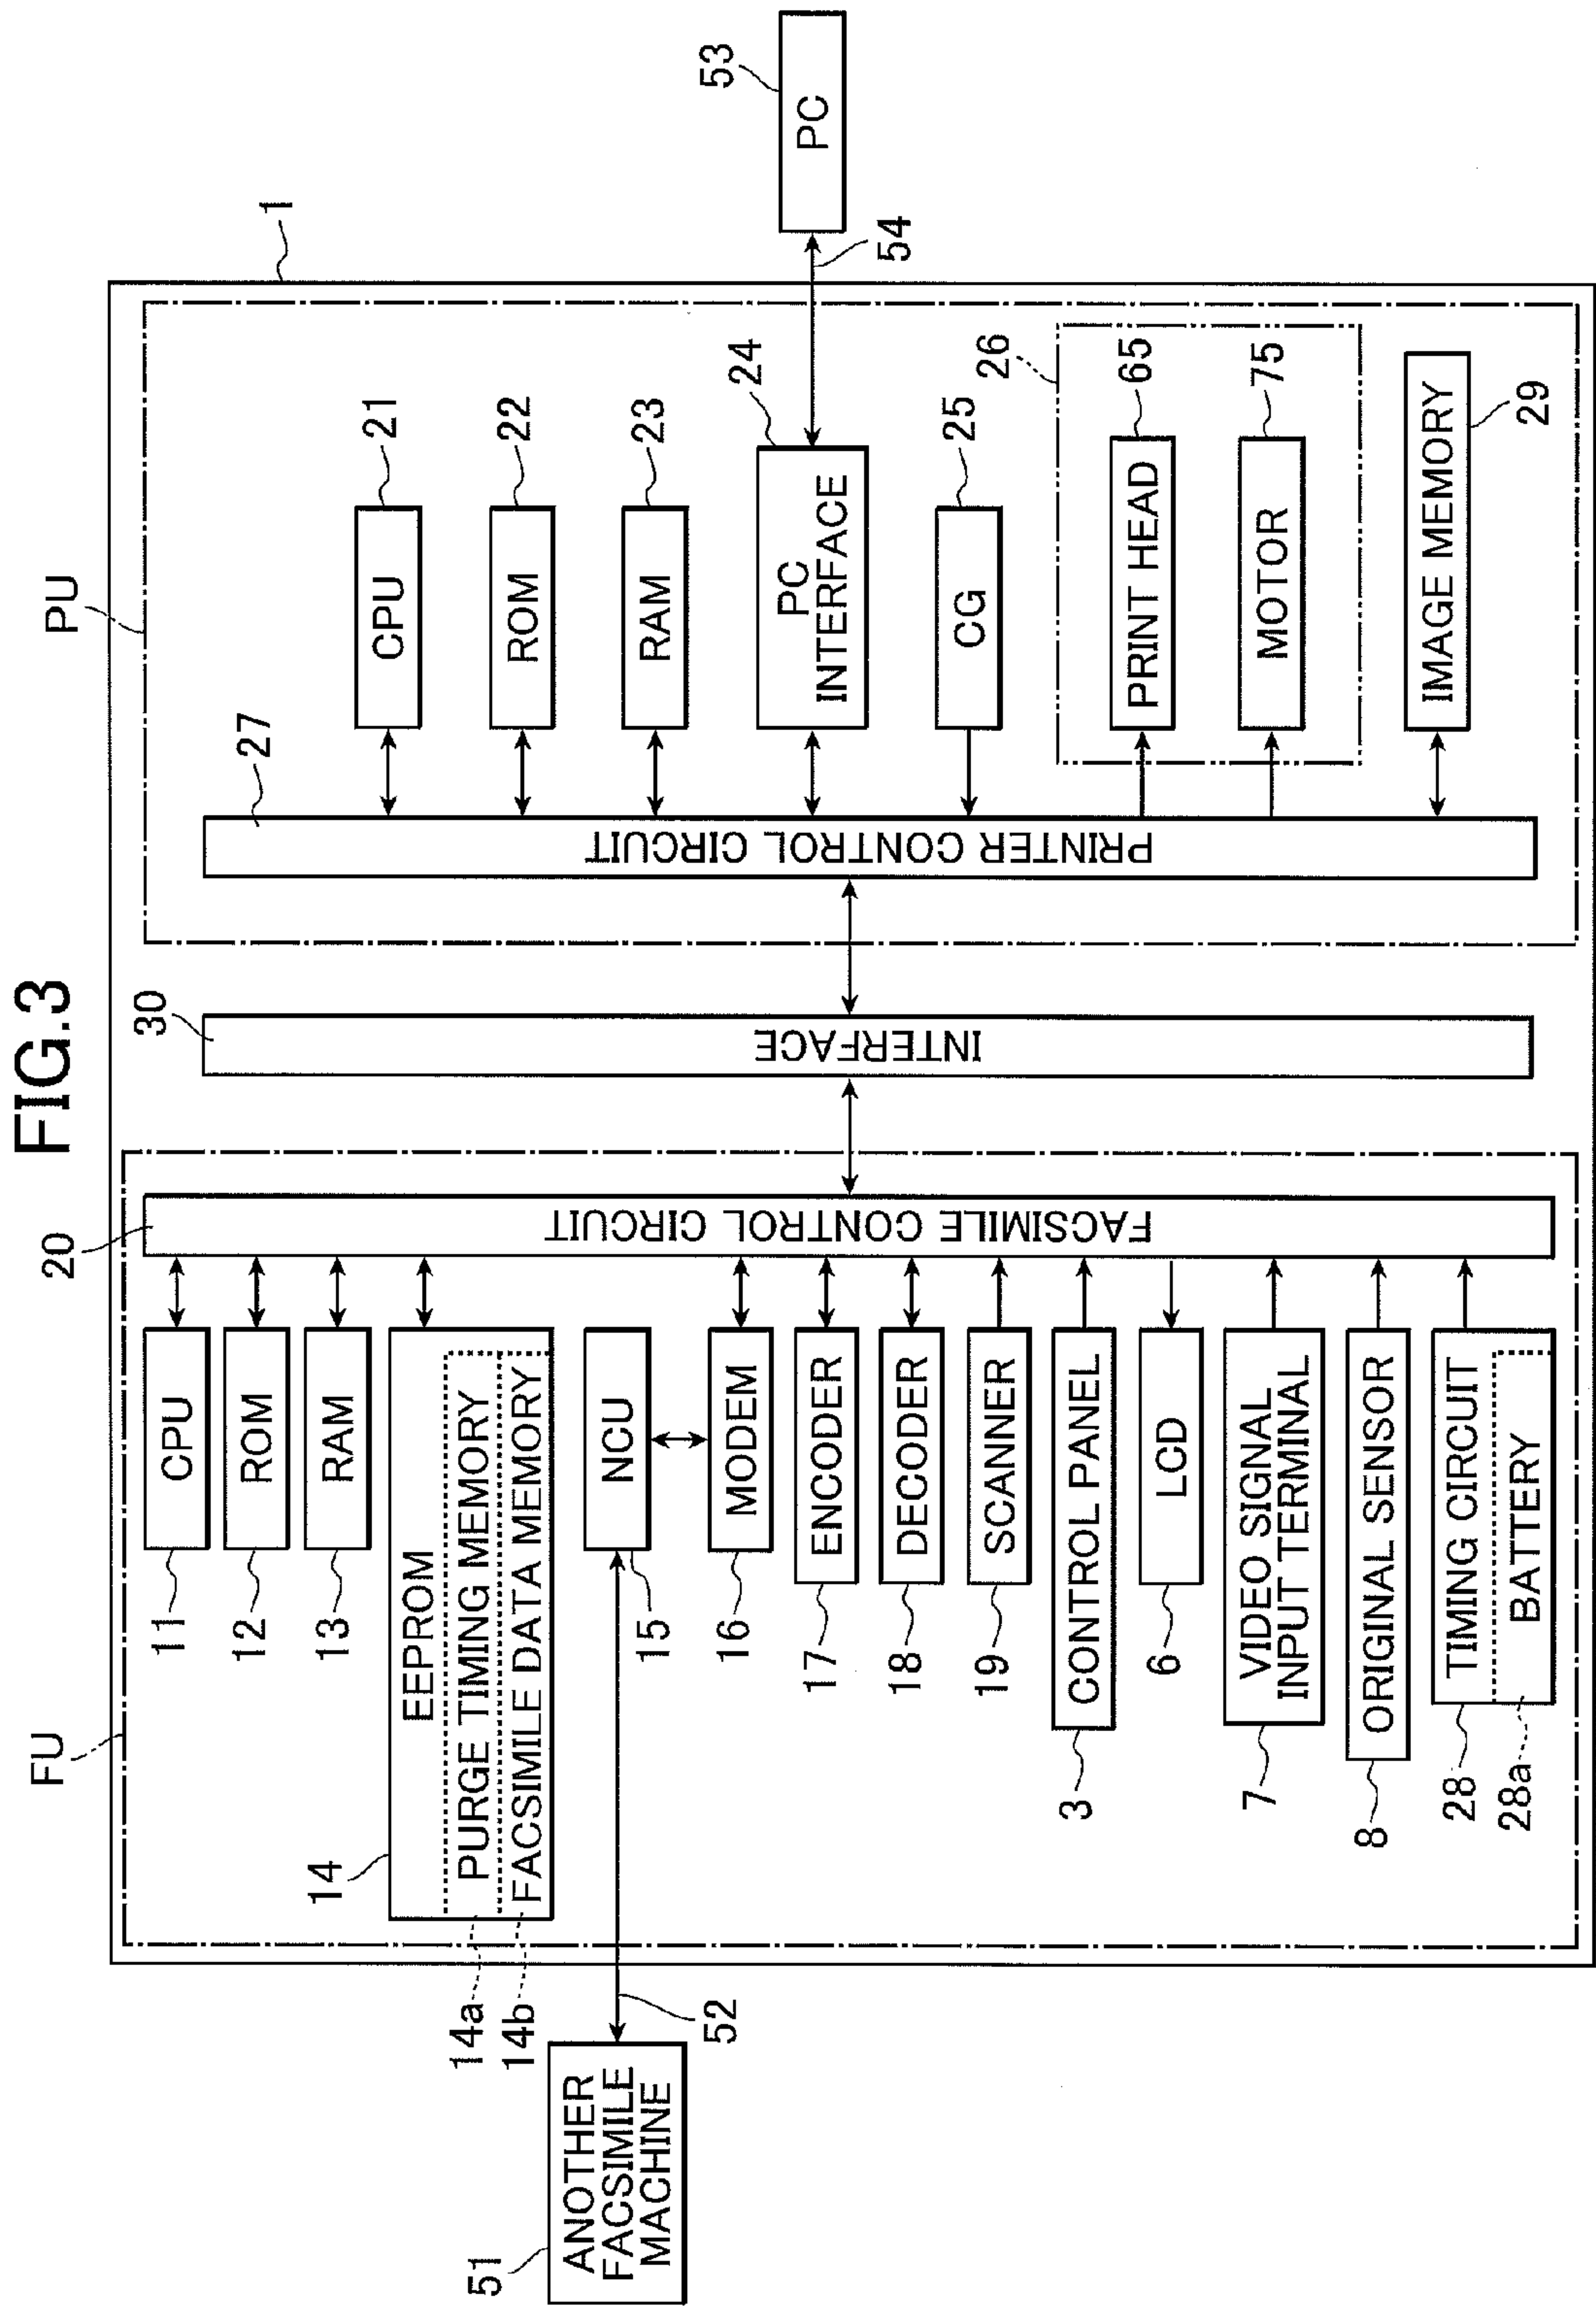 FIG.3
FU
20
30
27
PU
1
11
CPU
12
ROM
13
RAM
14
EEPROM
14a
PURGE TIMING MEMORY
14b
FACSIMILE DATA MEMORY
51
ANOTHER
FACSIMILE
MACHINE
52
15
NCU
16
MODEM
17
ENCODER
18
DECODER
19
SCANNER
3
CONTROL PANEL
6
LCD
7
VIDEO SIGNAL
INPUT TERMINAL
8
ORIGINAL SENSOR
28
TIMING CIRCUIT
28a
BATTERY
FACSIMILE CONTROL CIRCUIT
INTERFACE
PRINTER CONTROL CIRCUIT
CPU
21
ROM
22
RAM
23
PC
INTERFACE
24
54
PC
53
CG
25
26
PRINT HEAD
65
MOTOR
75
IMAGE MEMORY
29